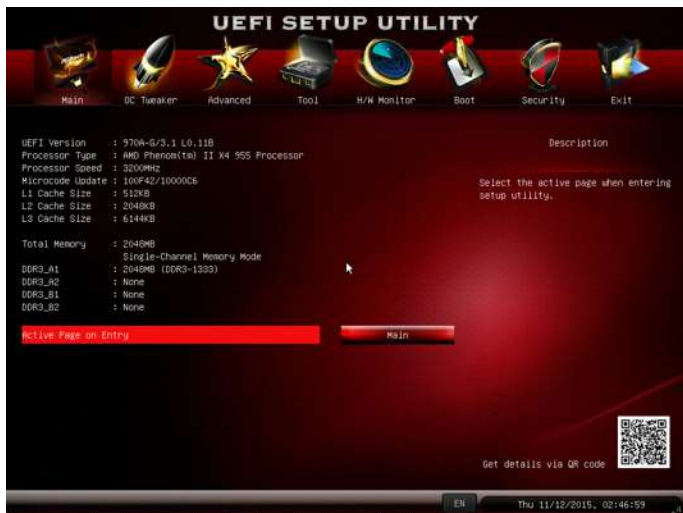 UEFI SETUP UTILITY
Main OC Tweaker Advanced Tool H/W Monitor Boot Security Exit
UEFI Version : 970A-G/3.1 L0.11B
Processor Type : AMD Phenom(tm) II X4 955 Processor
Processor Speed : 3200MHz
Microcode Update : 100F42/10000C6
L1 Cache Size : 512KB
L2 Cache Size : 2048KB
L3 Cache Size : 6144KB
Total Memory : 2048MB
Single-Channel Memory Mode
DDR3_A1 : 2048MB (DDR3-1333)
DDR3_A2 : None
DDR3_B1 : None
DDR3_B2 : None
Active Page on Entry Main
Description
Select the active page when entering
setup utility.
Get details via QR code
EN Thu 11/12/2015, 02:46:59